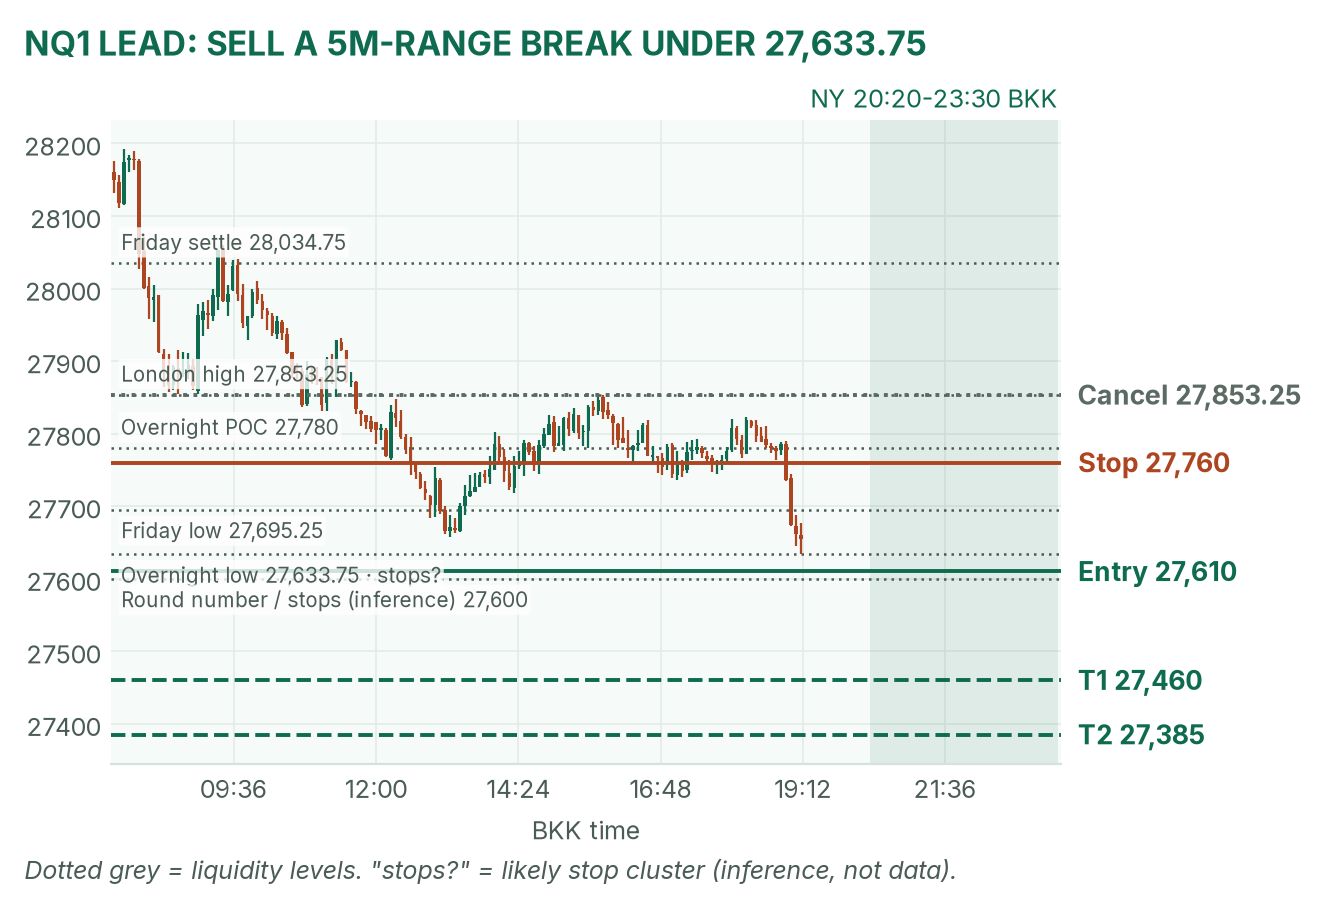 NQ1 LEAD: SELL A 5M-RANGE BREAK UNDER 27,633.75
NY 20:20-23:30 BKK
28200
28100
Friday settle 28,034.75
28000
27900
London high 27,853.25
Cancel 27,853.25
Overnight POC 27,780
27800
Stop 27,760
27700
Friday low 27,695.25
27600
Overnight low 27,633.75 · stops?
Entry 27,610
Round number / stops (inference) 27,600
27500
T1 27,460
27400
T2 27,385
09:36
12:00
14:24
16:48
19:12
21:36
BKK time
Dotted grey = liquidity levels. "stops?" = likely stop cluster (inference, not data).